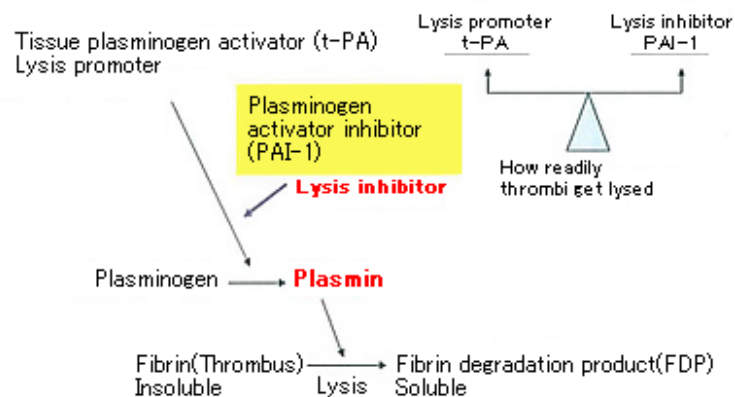 Tissue plasminogen activator (t-PA)
Lysis promoter
Lysis promoter
t-PA
Lysis inhibitor
PAI-1
Plasminogen
activator inhibitor
(PAI-1)
Lysis inhibitor
How readily
thrombi get lysed
Plasminogen
Plasmin
Fibrin(Thrombus)
Insoluble
Lysis
Fibrin degradation product(FDP)
Soluble